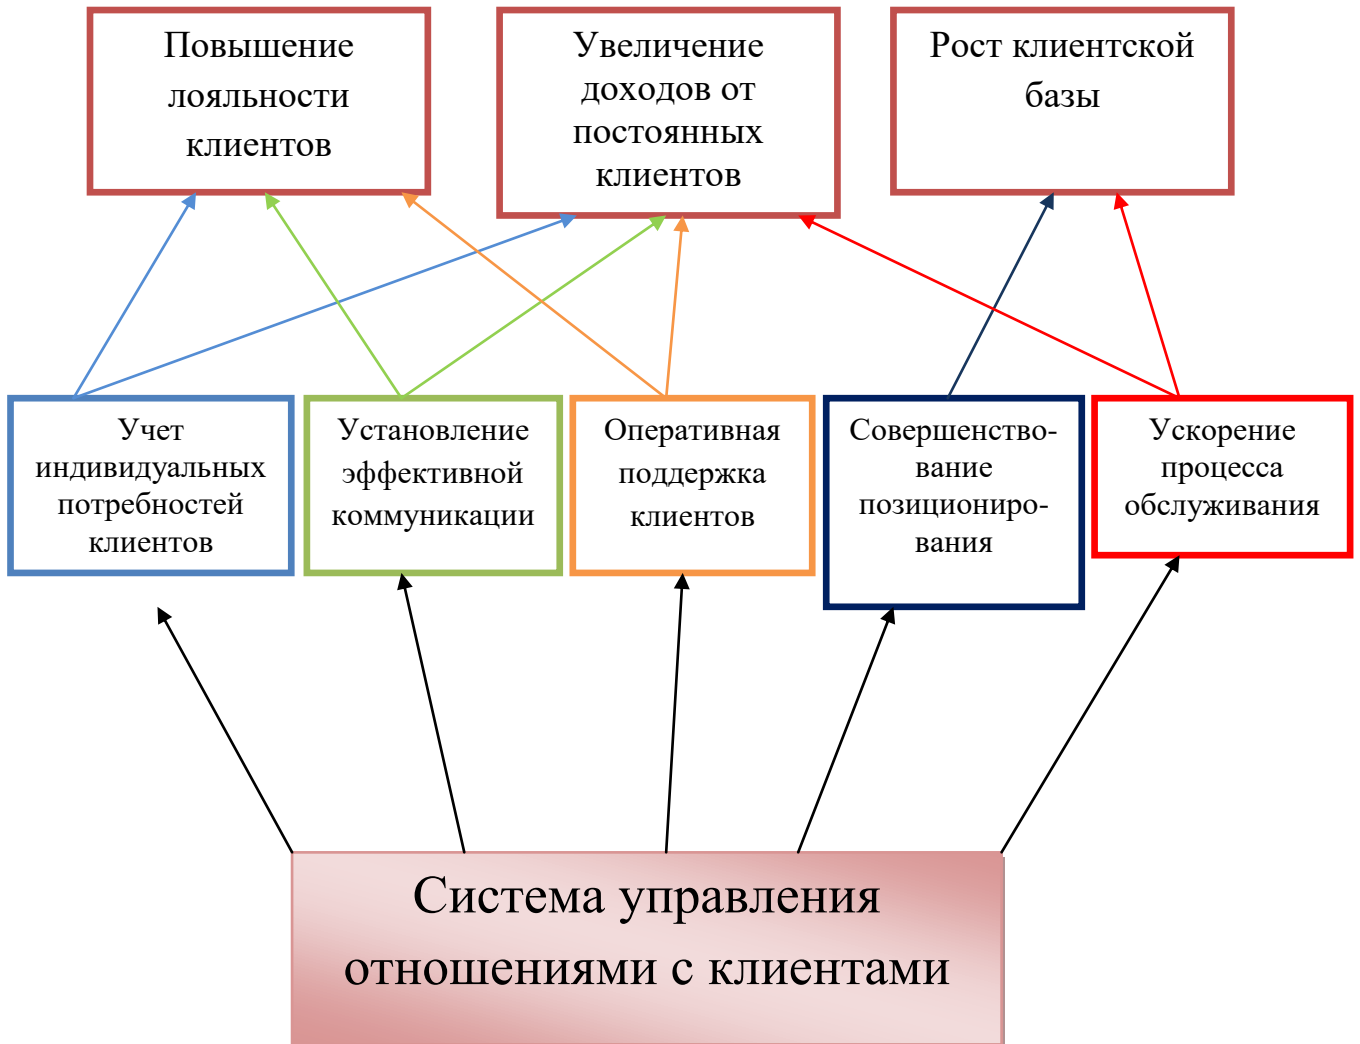 Повышение
лояльности
клиентов
Увеличение
доходов от
постоянных
клиентов
Рост клиентской
базы
Учет
индивидуальных
потребностей
клиентов
Установление
эффективной
коммуникации
Оперативная
поддержка
клиентов
Совершенство-
вание
позициониро-
вания
Ускорение
процесса
обслуживания
Система управления
отношениями с клиентами